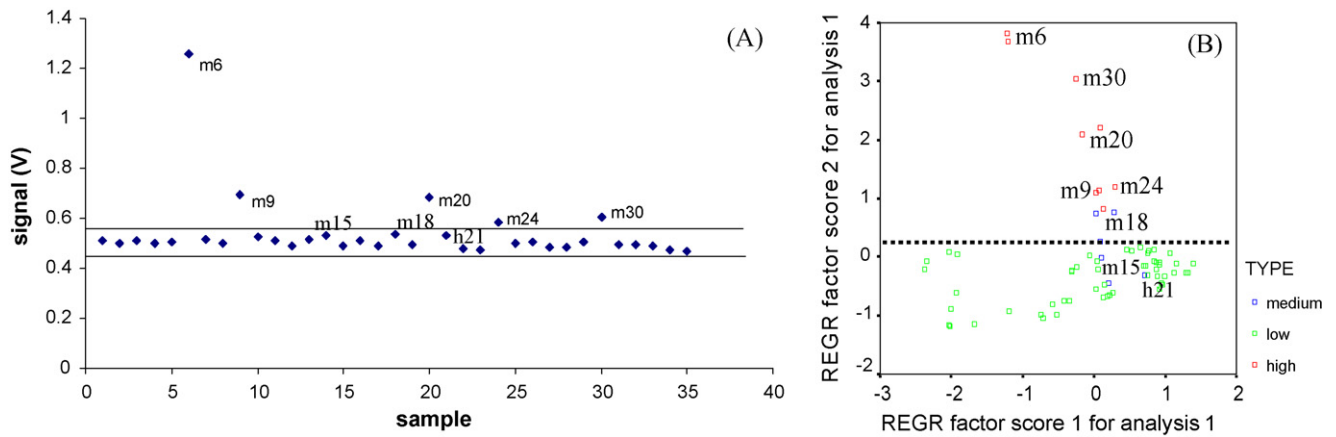 (A)
signal (V)
1.4
1.2
1
0.8
0.6
0.4
0.2
0
m6
m9
m15
m18
m20
h21
m24
m30
0 5 10 15 20 25 30 35 40
sample
(B)
REGR factor score 2 for analysis 1
4
3
2
1
0
-1
-2
m6
m30
m20
m9
m24
m18
m15
h21
-3 -2 -1 0 1 2
REGR factor score 1 for analysis 1
TYPE
medium
low
high